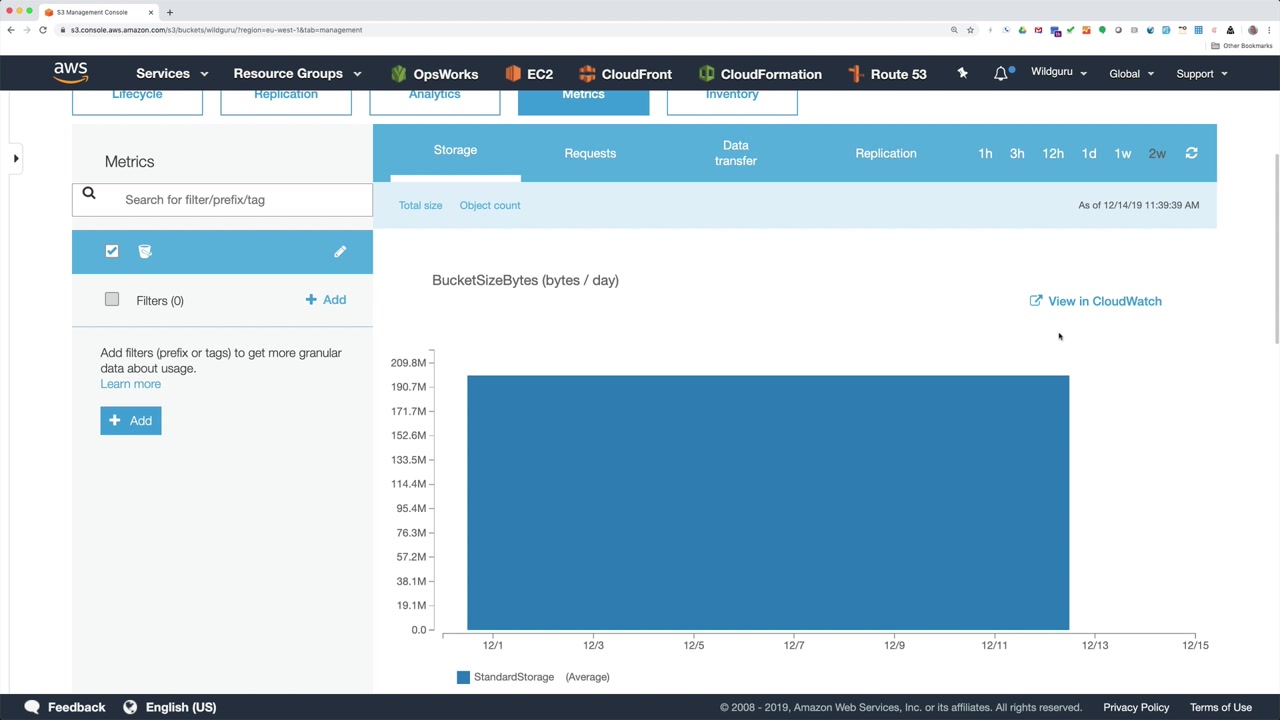 S3 Management Console
s3.console.aws.amazon.com/s3/buckets/wildguru/?region=eu-west-1&tab=management
Other Bookmarks
aws
Services
Resource Groups
OpsWorks
EC2
CloudFront
CloudFormation
Route 53
Wildguru
Global
Support
Lifecycle
Replication
Analytics
Metrics
Inventory
Metrics
Search for filter/prefix/tag
Filters (0)
Add
Add filters (prefix or tags) to get more granular
data about usage.
Learn more
Add
Storage
Requests
Data
transfer
Replication
1h 3h 12h 1d 1w 2w
Total size
Object count
As of 12/14/19 11:39:39 AM
BucketSizeBytes (bytes / day)
View in CloudWatch
209.8M
190.7M
171.7M
152.6M
133.5M
114.4M
95.4M
76.3M
57.2M
38.1M
19.1M
0.0
12/1 12/3 12/5 12/7 12/9 12/11 12/13 12/15
StandardStorage (Average)
Feedback
English (US)
© 2008 - 2019, Amazon Web Services, Inc. or its affiliates. All rights reserved.
Privacy Policy
Terms of Use